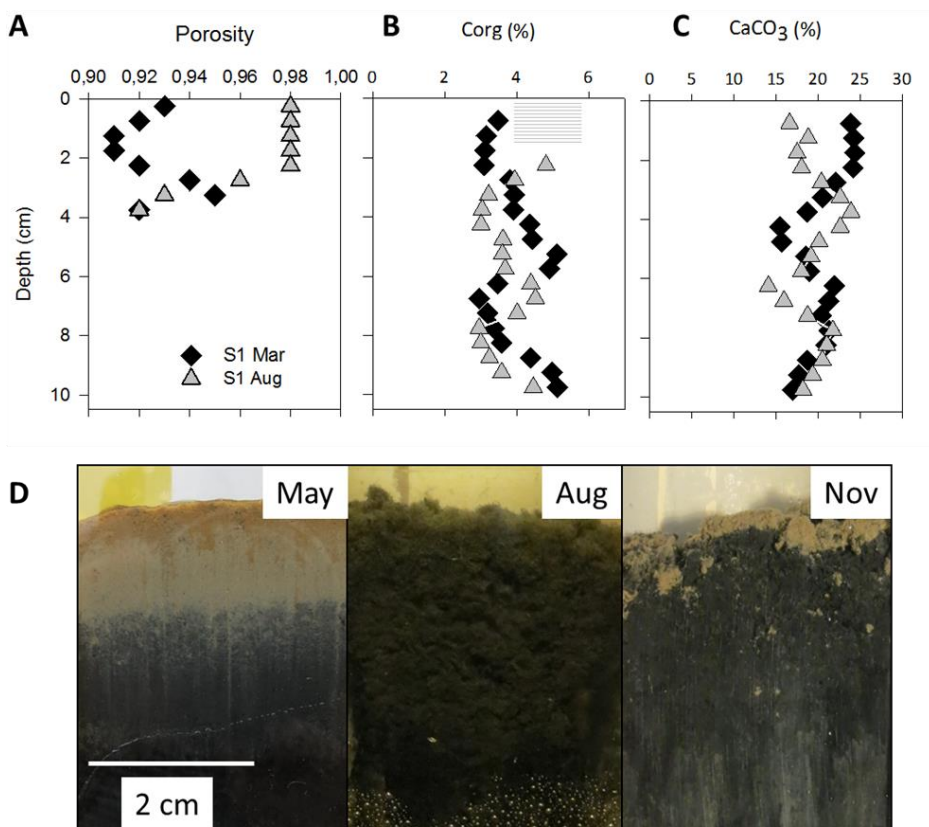 A
Porosity
0,90 0,92 0,94 0,96 0,98 1,00
0
2
4
6
8
10
Depth (cm)
S1 Mar
S1 Aug
B
Corg (%)
0 2 4 6
C
CaCO₃ (%)
0 5 10 15 20 25 30
D
May
Aug
Nov
2 cm